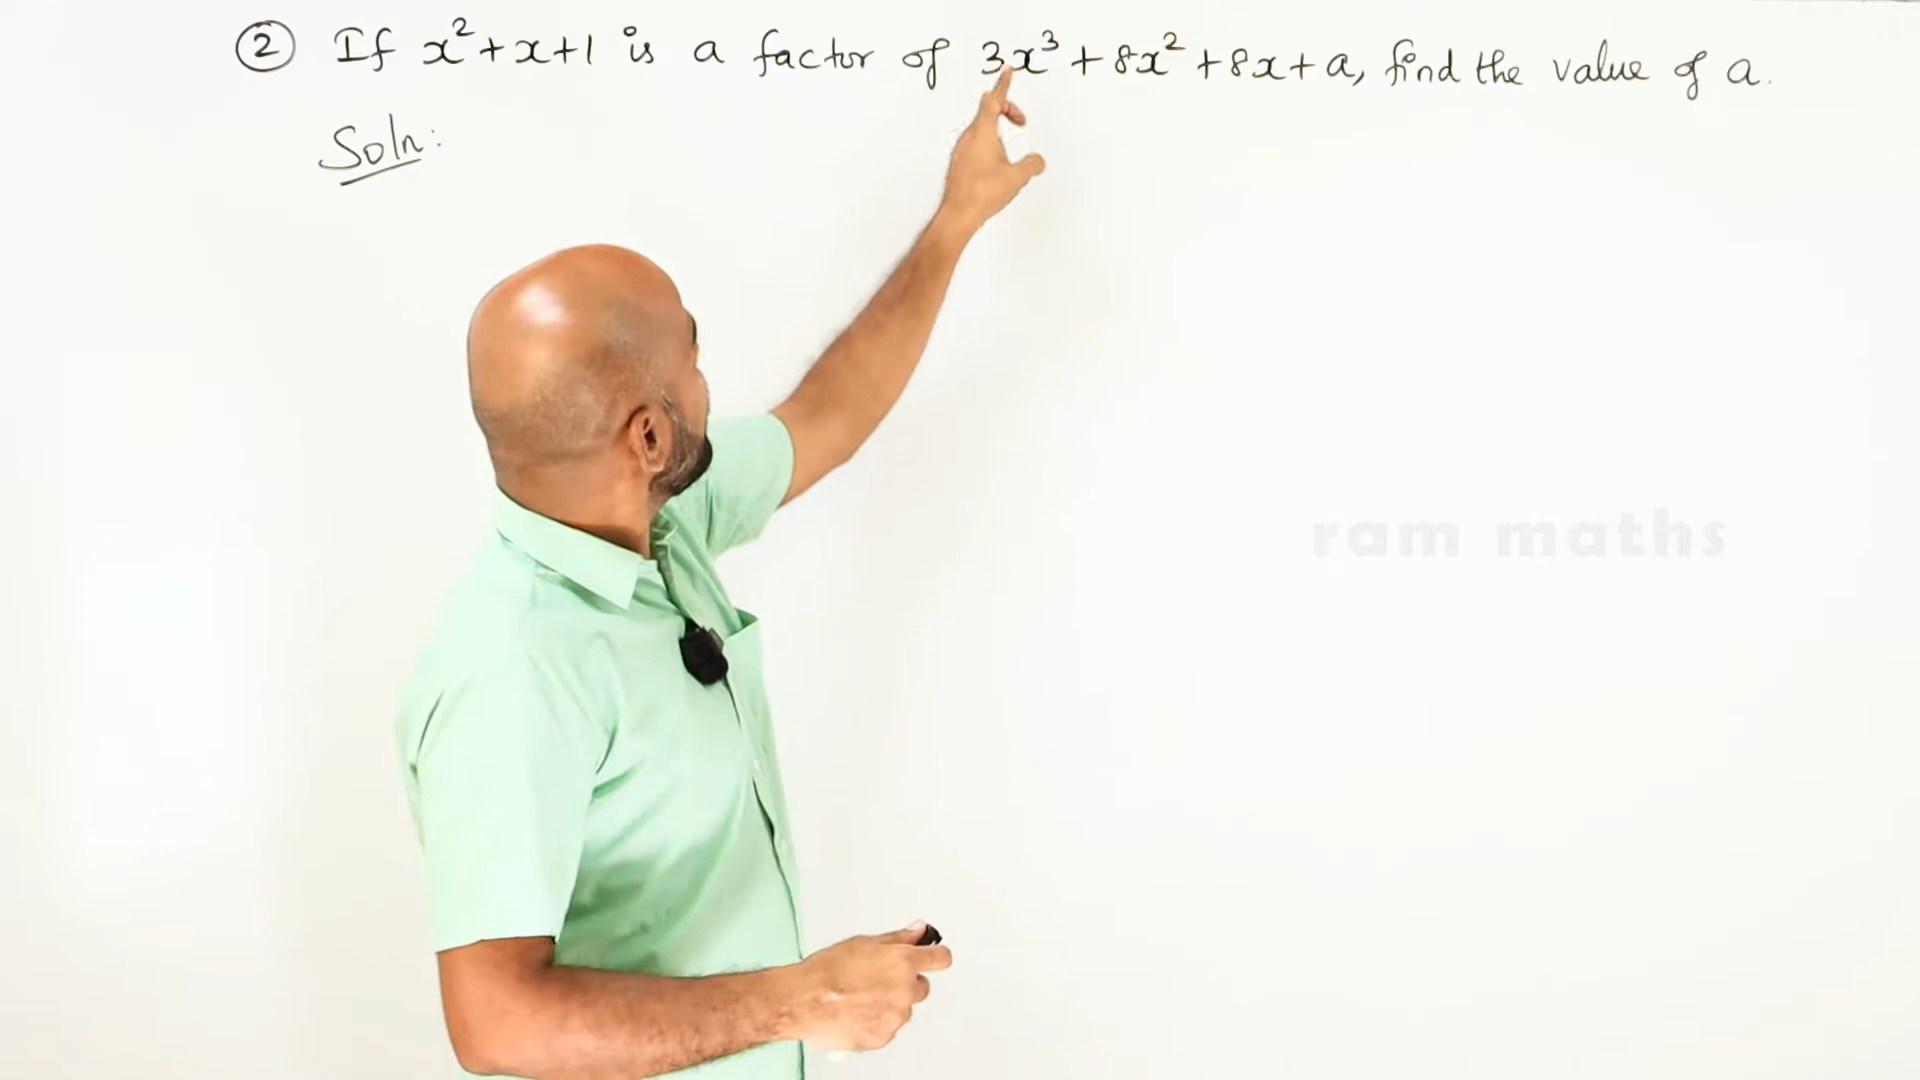 ② If x²+x+1 is a factor of 3x³+8x²+8x+a, find the value of a.
Soln:
ram maths